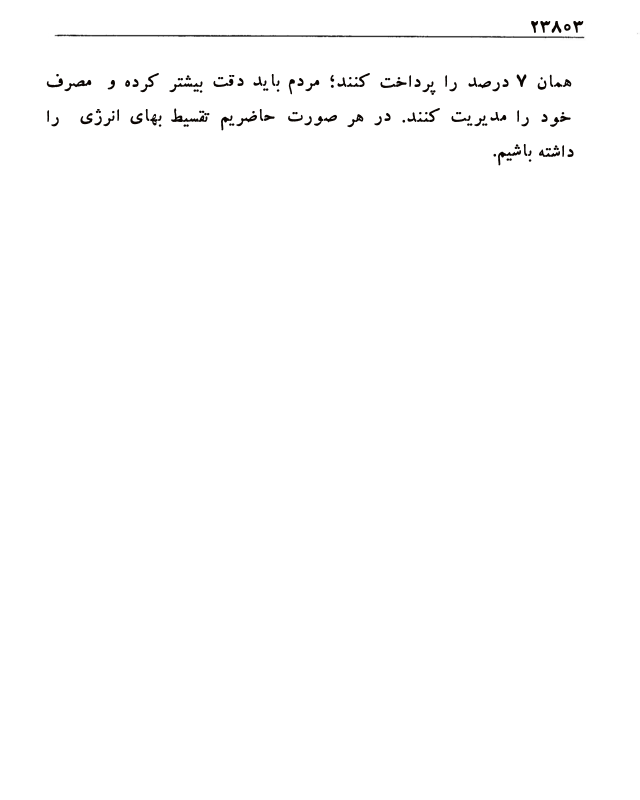 ۲۳۸۰۳
همان ۷ درصد را پرداخت کنند؛ مردم باید دقت بیشتر کرده و مصرف
خود را مدیریت کنند. در هر صورت حاضریم تقسیط بهای انرژی را
داشته باشیم.